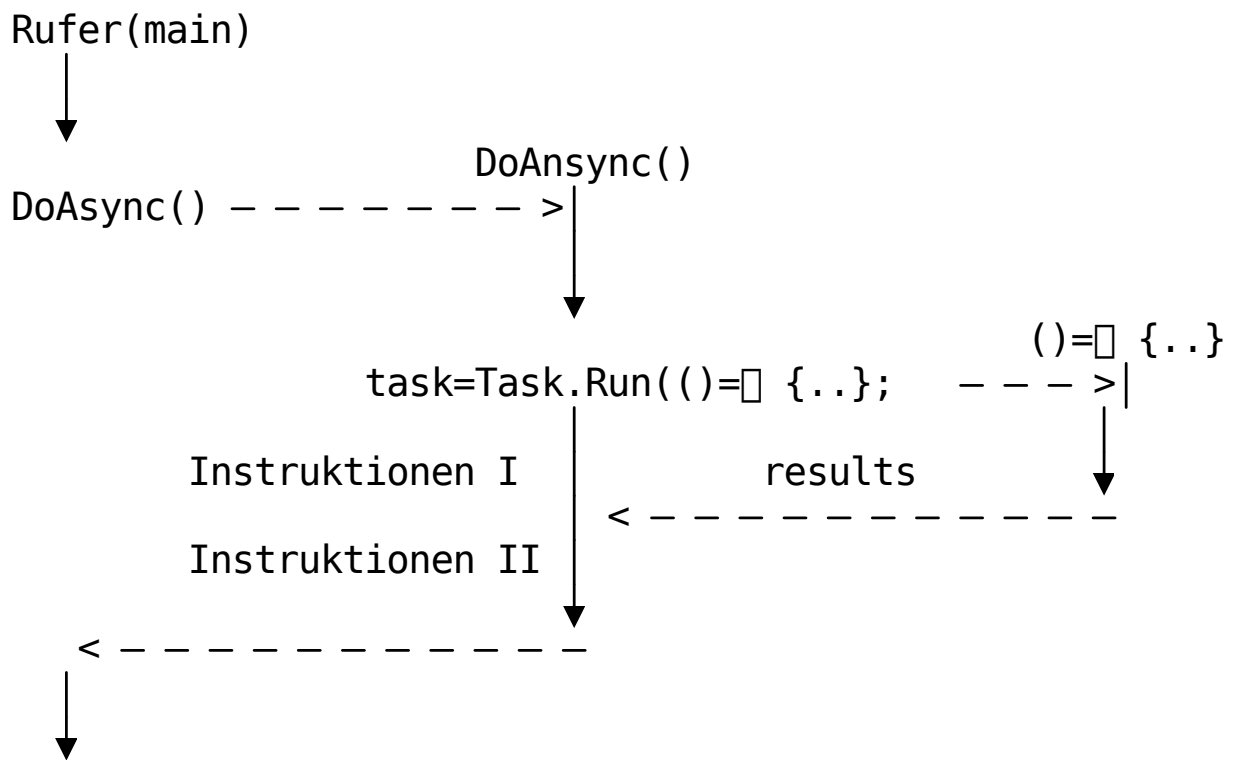 Rufer(main)
DoAnsync()
DoAsync() – – – – – – – >
()=▯ {..}
task=Task.Run(()=▯ {..}; – – – >|
Instruktionen I results
< – – – – – – – – – – –
Instruktionen II
< – – – – – – – – – – –